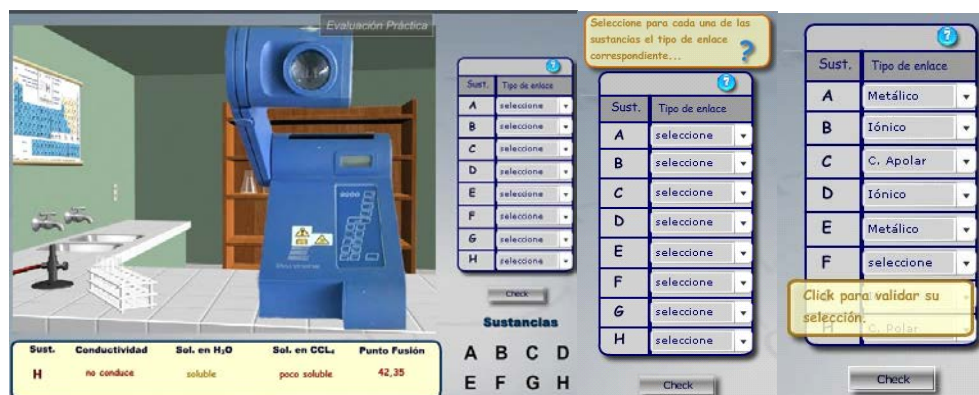 Evaluación Práctica
Sust. Conductividad Sol. en H₂O Sol. en CCL₄ Punto Fusión
H no conduce soluble poco soluble 42,35
?
Sust. Tipo de enlace
A seleccione
B seleccione
C seleccione
D seleccione
E seleccione
F seleccione
G seleccione
H seleccione
Check
Sustancias
A B C D
E F G H
Seleccione para cada una de las
sustancias el tipo de enlace
correspondiente...
?
?
Sust. Tipo de enlace
A seleccione
B seleccione
C seleccione
D seleccione
E seleccione
F seleccione
G seleccione
H seleccione
Check
?
Sust. Tipo de enlace
A Metálico
B Iónico
C C. Apolar
D Iónico
E Metálico
F seleccione
Click para validar su
selección.
H C. Polar
Check